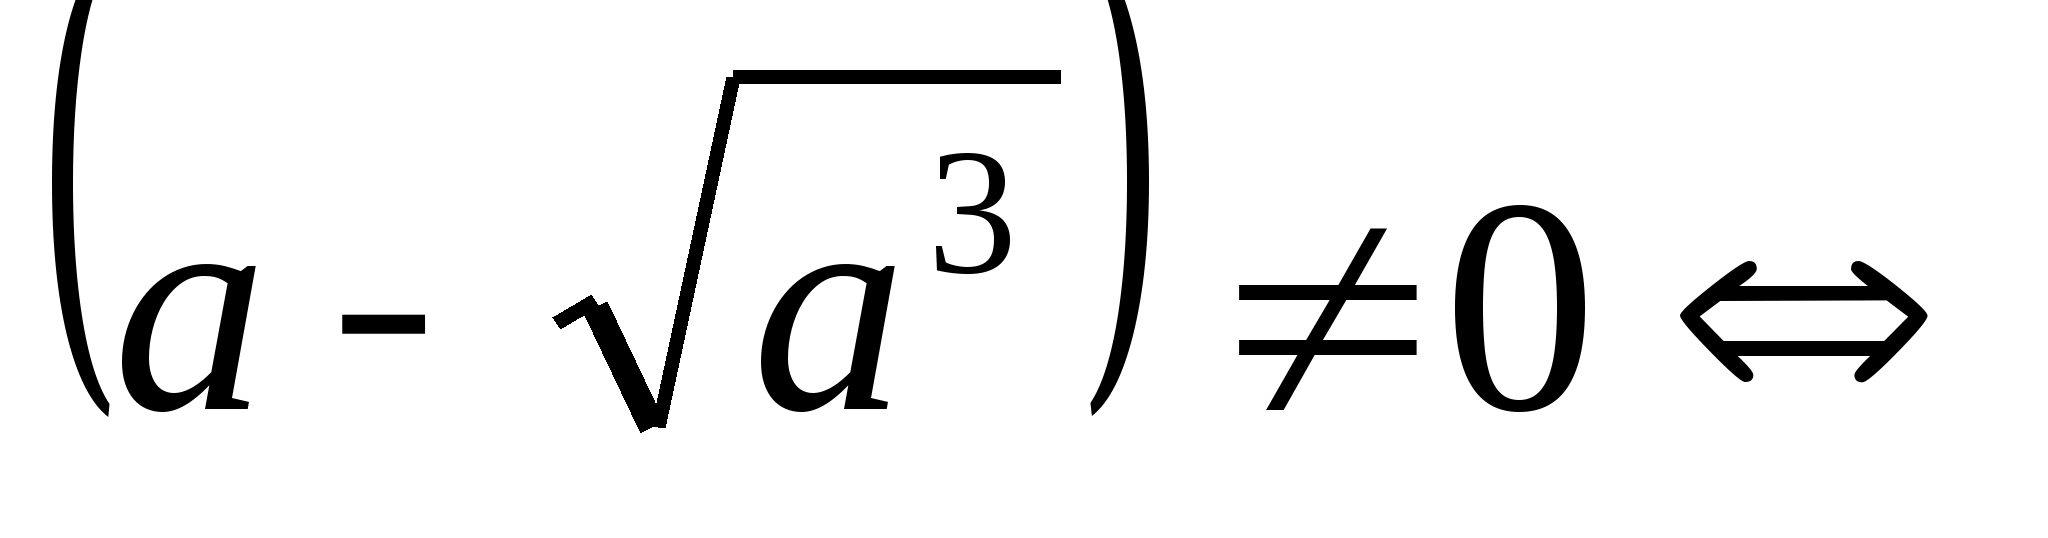 (a - √a³) ≠ 0 ⇔